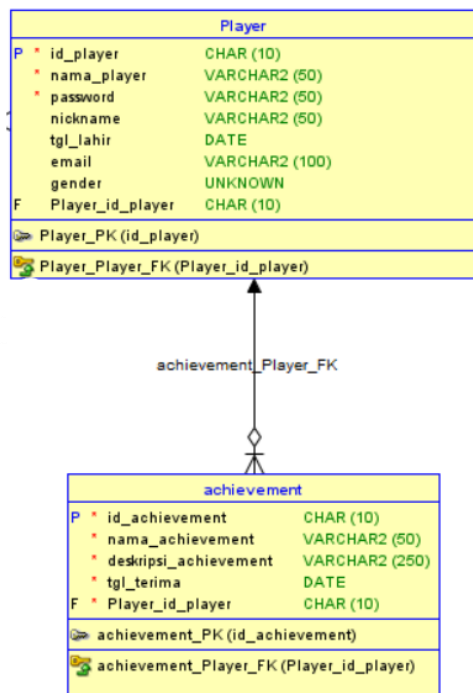 Player
P * id_player CHAR (10)
* nama_player VARCHAR2 (50)
* password VARCHAR2 (50)
nickname VARCHAR2 (50)
tgl_lahir DATE
email VARCHAR2 (100)
gender UNKNOWN
F Player_id_player CHAR (10)
Player_PK (id_player)
Player_Player_FK (Player_id_player)
achievement_Player_FK
achievement
P * id_achievement CHAR (10)
* nama_achievement VARCHAR2 (50)
* deskripsi_achievement VARCHAR2 (250)
* tgl_terima DATE
F * Player_id_player CHAR (10)
achievement_PK (id_achievement)
achievement_Player_FK (Player_id_player)